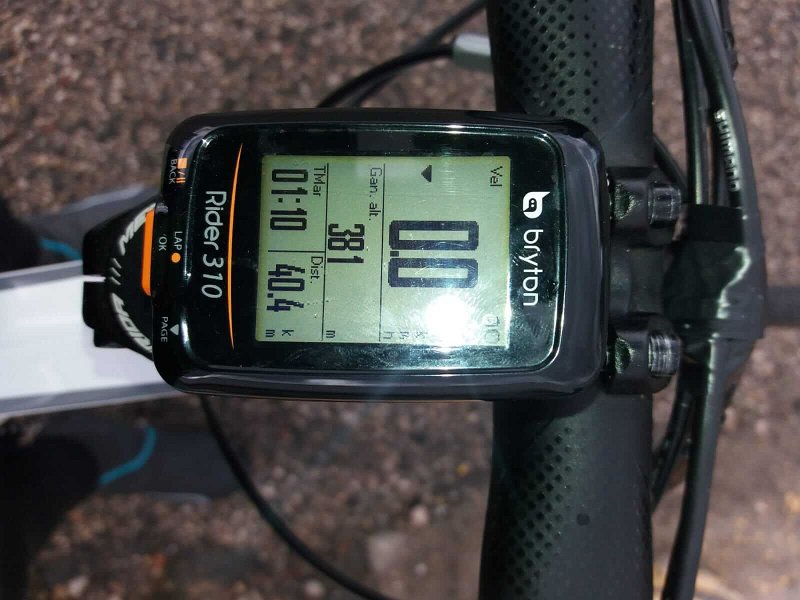 bryton
Vel
0.0
k
h
Gan. alt.
381
m
TMar
01:10
Dist.
40.4
k
m
Rider 310
BACK
LAP
OK
PAGE